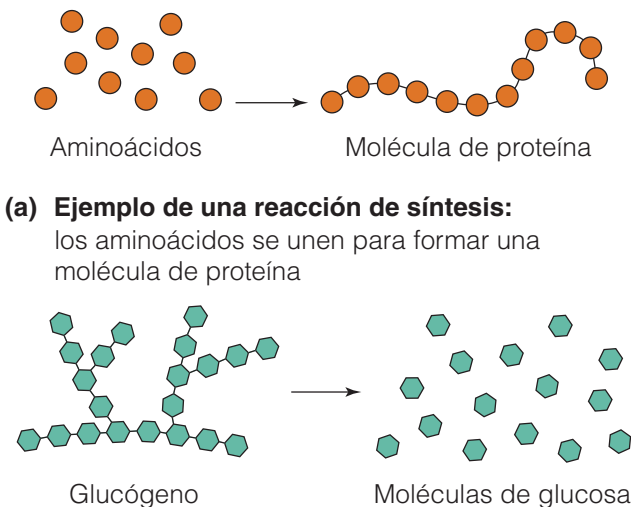 Aminoácidos
Molécula de proteína
(a) Ejemplo de una reacción de síntesis:
los aminoácidos se unen para formar una
molécula de proteína
Glucógeno
Moléculas de glucosa